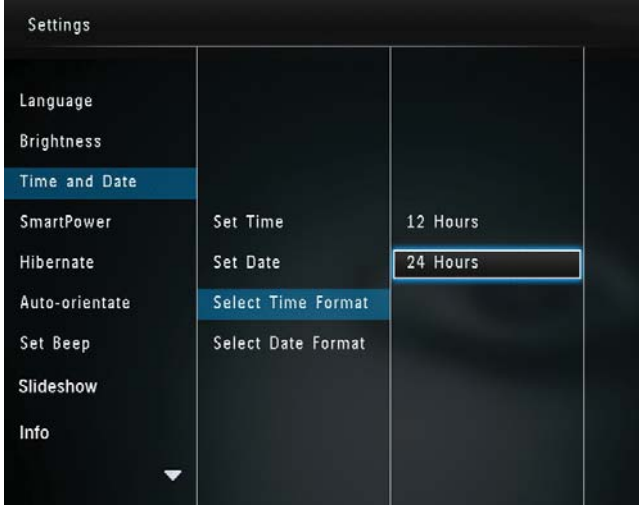 Settings
Language
Brightness
Time and Date
SmartPower
Hibernate
Auto-orientate
Set Beep
Slideshow
Info
Set Time
Set Date
Select Time Format
Select Date Format
12 Hours
24 Hours